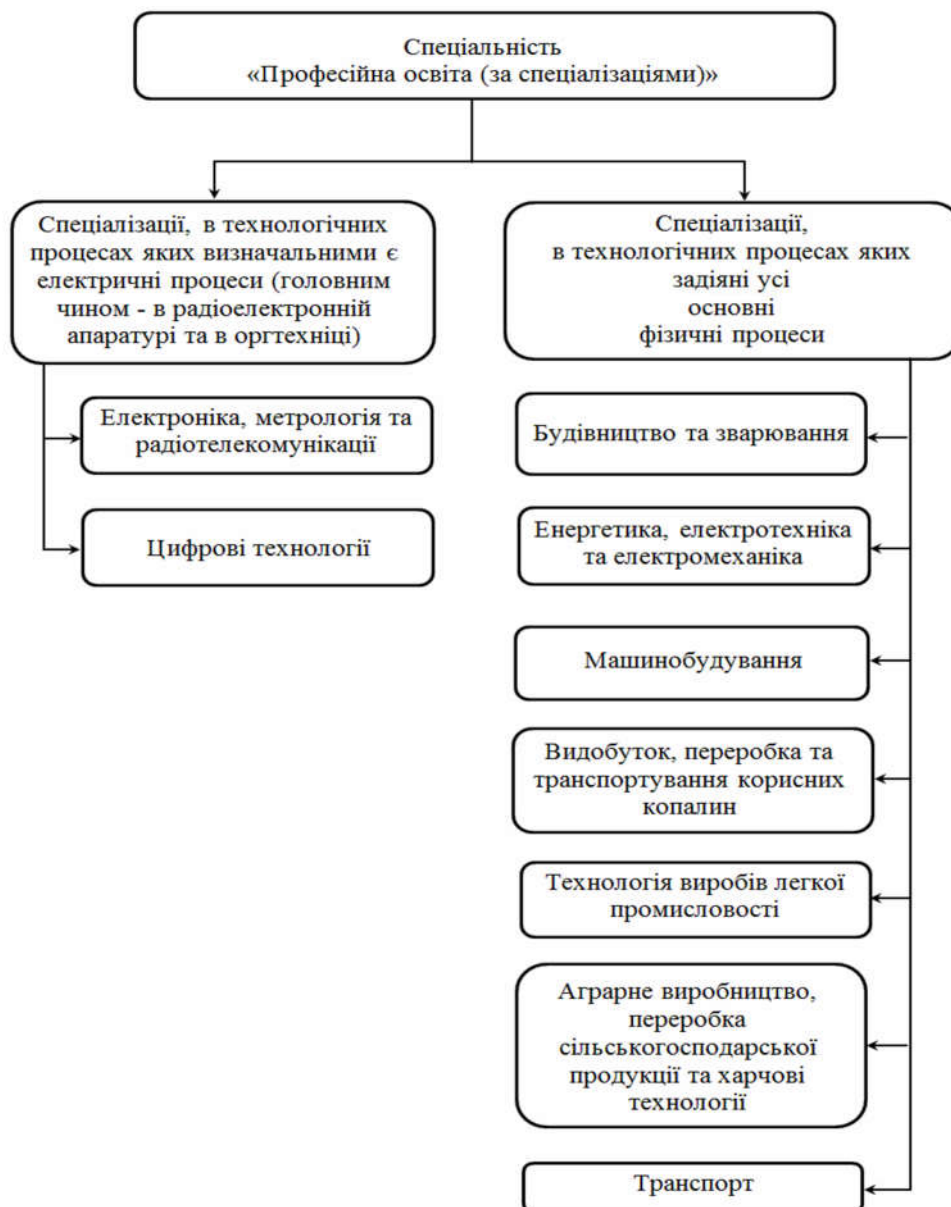 Спеціальність
«Професійна освіта (за спеціалізаціями)»
Спеціалізації, в технологічних
процесах яких визначальними є
електричні процеси (головним
чином - в радіоелектронній
апаратурі та в оргтехніці)
Електроніка, метрологія та
радіотелекомунікації
Цифрові технології
Спеціалізації,
в технологічних процесах яких
задіяні усі
основні
фізичні процеси
Будівництво та зварювання
Енергетика, електротехніка
та електромеханіка
Машинобудування
Видобуток, переробка та
транспортування корисних
копалин
Технологія виробів легкої
промисловості
Аграрне виробництво,
переробка
сільськогосподарської
продукції та харчові
технології
Транспорт